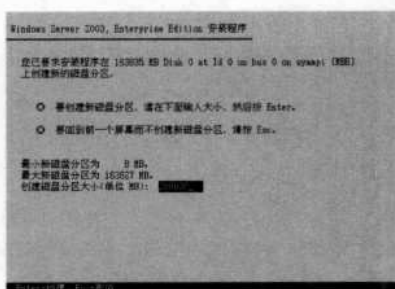 Windows Server 2003, Enterprise Edition 安装程序
您已要求安装程序在 163835 MB Disk 0 at Id 0 on bus 0 on symmpi (MBR)
上创建新的磁盘分区。
要创建新磁盘分区，请在下面输入大小，然后按 Enter。
要回到前一个屏幕而不创建新磁盘分区，请按 Esc。
最小新磁盘分区为 8 MB。
最大新磁盘分区为 163827 MB。
创建磁盘分区大小(单位 MB):